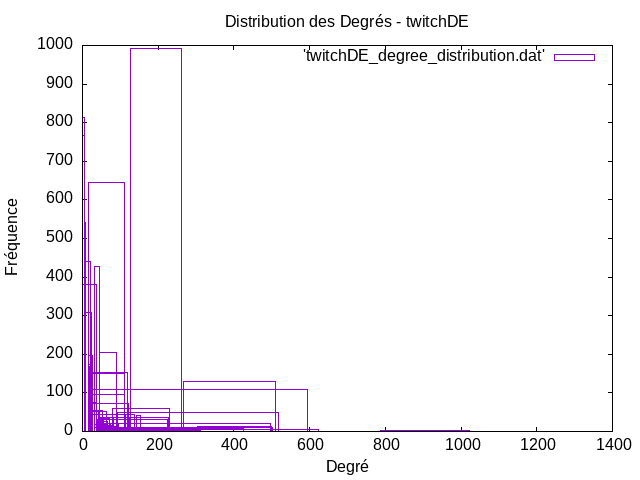 Distribution des Degrés - twitchDE
'twitchDE_degree_distribution.dat'
1000
900
800
700
600
500
400
300
200
100
0
Fréquence
0 200 400 600 800 1000 1200 1400
Degré